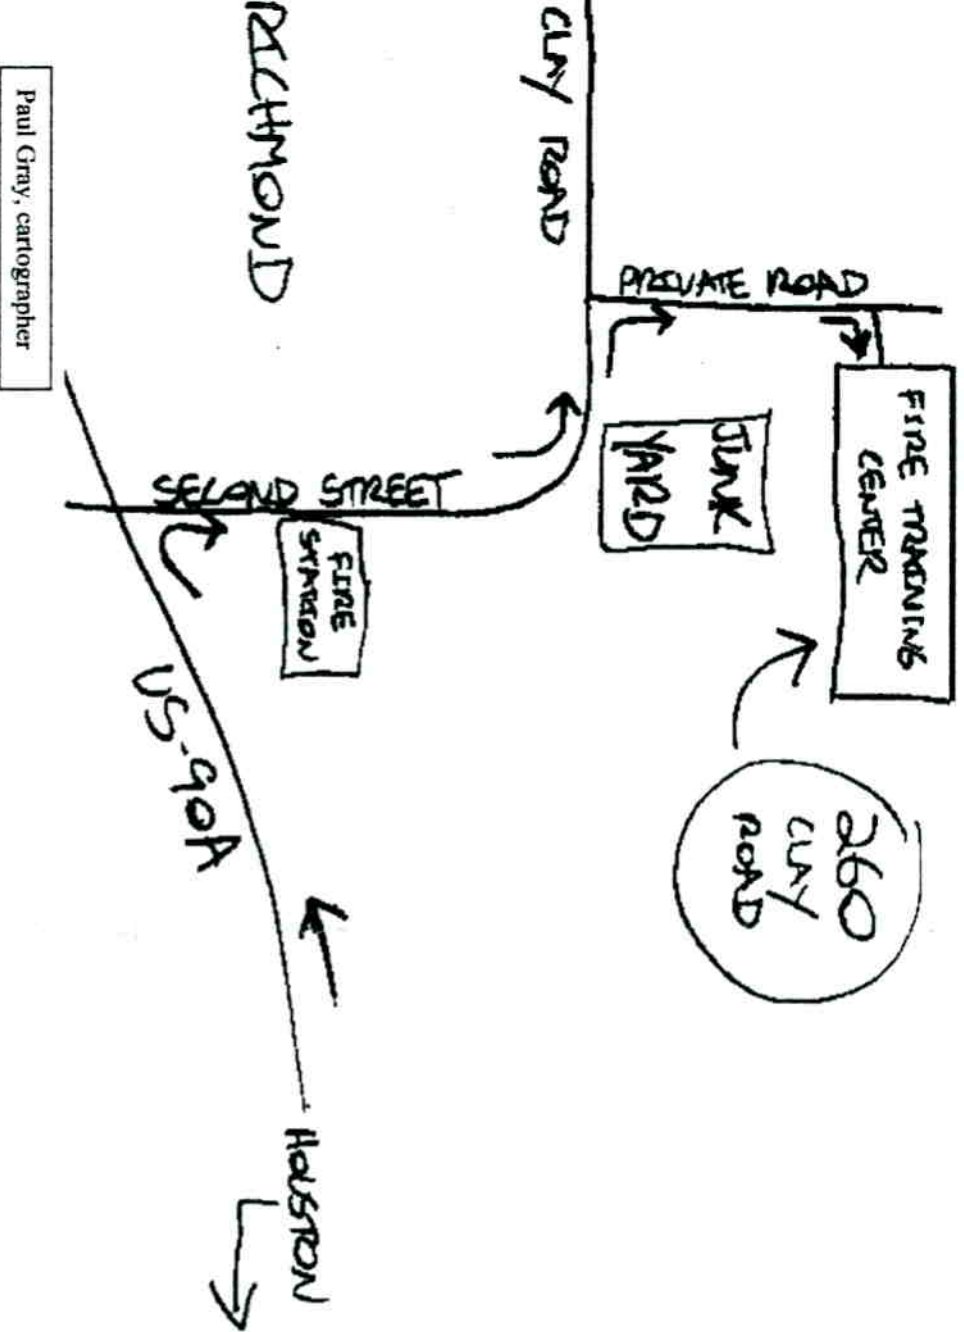 FIRE TRAINING
CENTER
260
CLAY
ROAD
PRIVATE ROAD
JUNK
YARD
CLAY ROAD
FIRE
STATION
SECOND STREET
RICHMOND
HOUSTON
US-90A
Paul Gray, cartographer